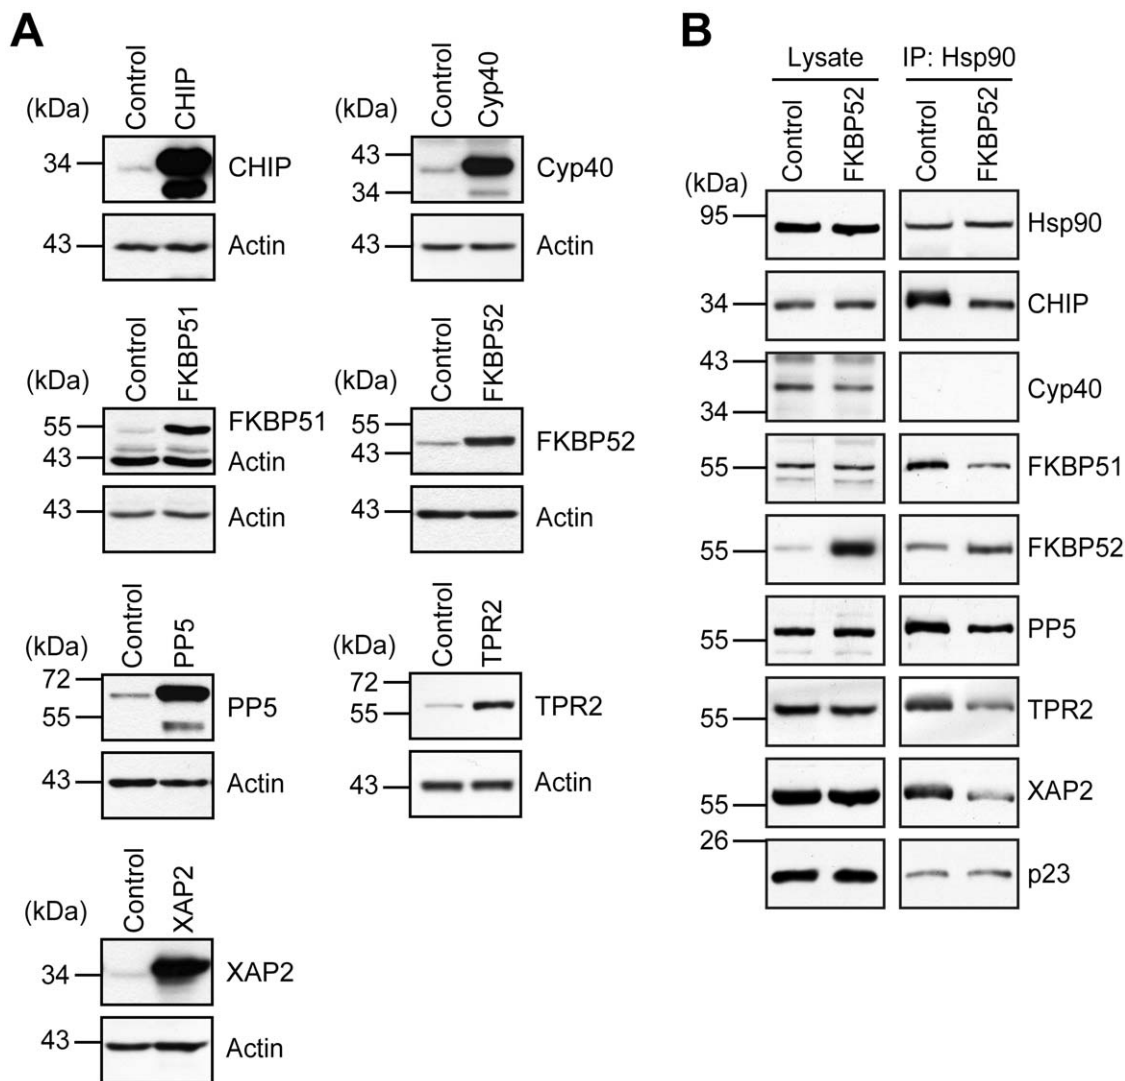 A
Control
CHIP
(kDa)
34
CHIP
43
Actin
Control
Cyp40
(kDa)
43
34
Cyp40
43
Actin
Control
FKBP51
(kDa)
55
FKBP51
43
Actin
43
Actin
Control
FKBP52
(kDa)
55
43
FKBP52
43
Actin
Control
PP5
(kDa)
72
55
PP5
43
Actin
Control
TPR2
(kDa)
72
55
TPR2
43
Actin
Control
XAP2
(kDa)
34
XAP2
43
Actin
B
Lysate IP: Hsp90
Control FKBP52 Control FKBP52
(kDa)
95 Hsp90
34 CHIP
43
Cyp40
34
55 FKBP51
55 FKBP52
55 PP5
55 TPR2
55 XAP2
26
p23